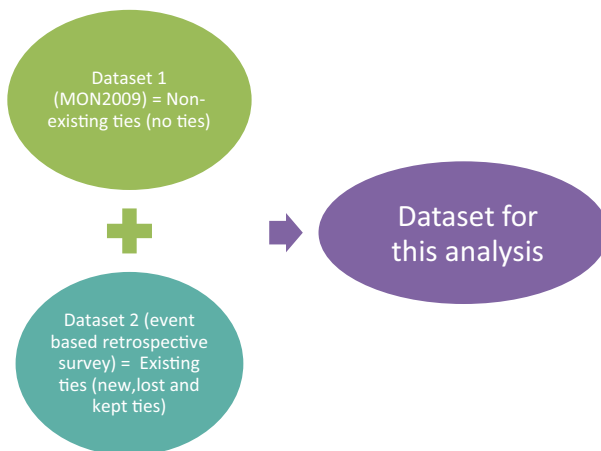 Dataset 1
(MON2009) = Non-
existing ties (no ties)
Dataset 2 (event
based retrospective
survey) = Existing
ties (new,lost and
kept ties)
Dataset for
this analysis